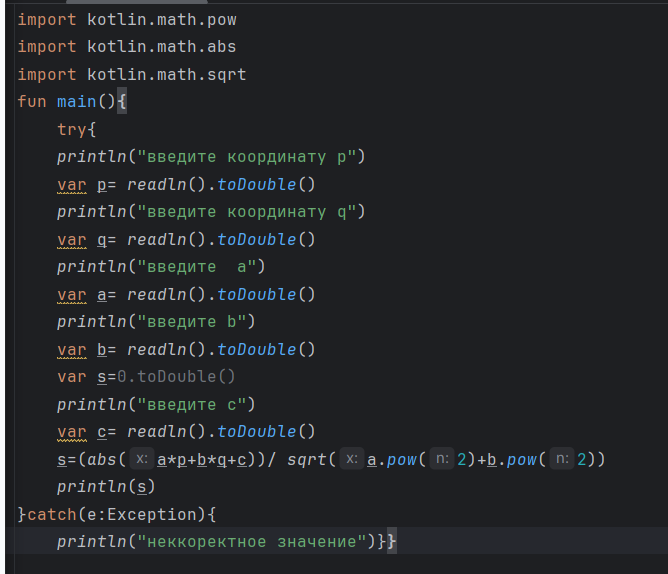 import kotlin.math.pow
import kotlin.math.abs
import kotlin.math.sqrt
fun main(){
    try{
    println("введите координату p")
    var p= readln().toDouble()
    println("введите координату q")
    var q= readln().toDouble()
    println("введите  a")
    var a= readln().toDouble()
    println("введите b")
    var b= readln().toDouble()
    var s=0.toDouble()
    println("введите c")
    var c= readln().toDouble()
    s=(abs( x: a*p+b*q+c))/ sqrt( x: a.pow( n: 2)+b.pow( n: 2))
    println(s)
}catch(e:Exception){
    println("неккоректное значение")}}